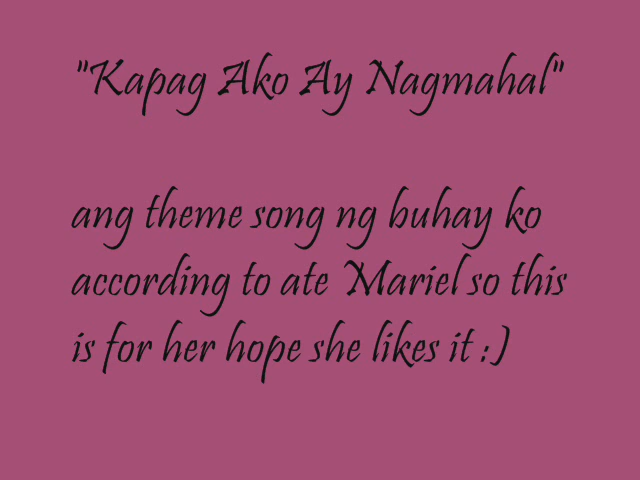 "Kapag Ako Ay Nagmahal"
ang theme song ng buhay ko
according to ate Mariel so this
is for her hope she likes it :)